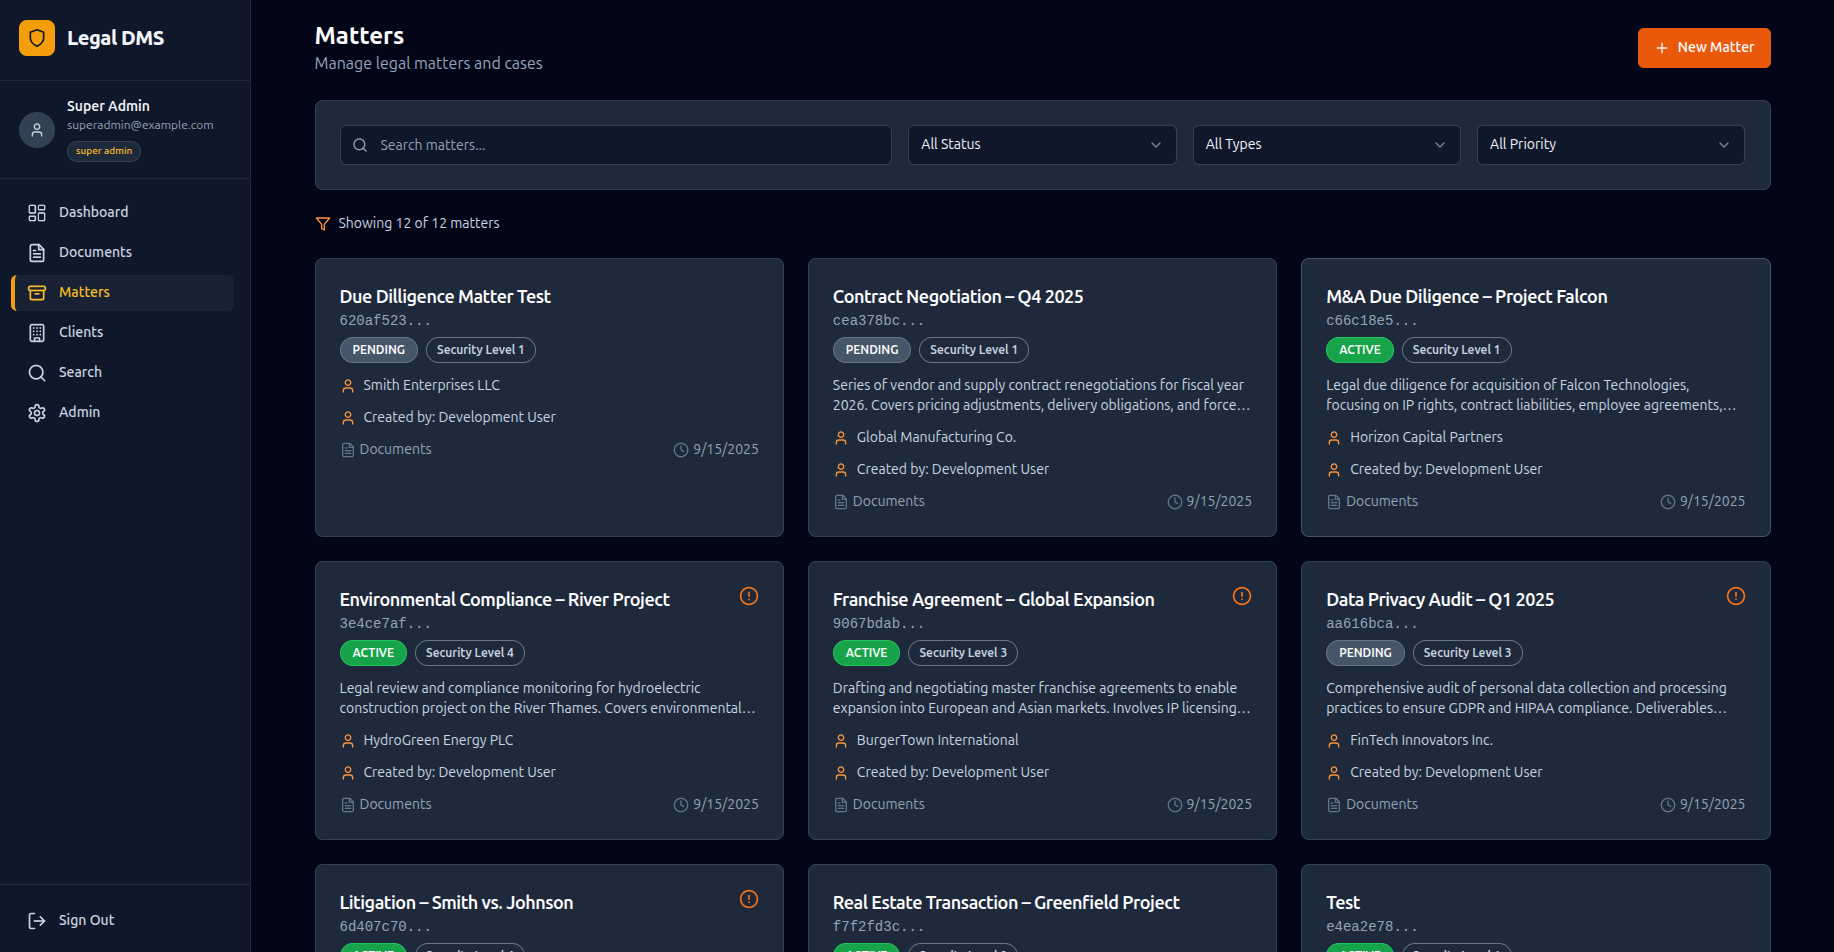 Legal DMS
Super Admin
superadmin@example.com
super admin
Dashboard
Documents
Matters
Clients
Search
Admin
Sign Out
Matters
Manage legal matters and cases
New Matter
Search matters...
All Status
All Types
All Priority
Showing 12 of 12 matters
Due Dilligence Matter Test
620af523...
PENDING
Security Level 1
Smith Enterprises LLC
Created by: Development User
Documents
9/15/2025
Contract Negotiation – Q4 2025
cea378bc...
PENDING
Security Level 1
Series of vendor and supply contract renegotiations for fiscal year
2026. Covers pricing adjustments, delivery obligations, and force…
Global Manufacturing Co.
Created by: Development User
Documents
9/15/2025
M&A Due Diligence – Project Falcon
c66c18e5...
ACTIVE
Security Level 1
Legal due diligence for acquisition of Falcon Technologies,
focusing on IP rights, contract liabilities, employee agreements,…
Horizon Capital Partners
Created by: Development User
Documents
9/15/2025
Environmental Compliance – River Project
3e4ce7af...
ACTIVE
Security Level 4
Legal review and compliance monitoring for hydroelectric
construction project on the River Thames. Covers environmental…
HydroGreen Energy PLC
Created by: Development User
Documents
9/15/2025
Franchise Agreement – Global Expansion
9067bdab...
ACTIVE
Security Level 3
Drafting and negotiating master franchise agreements to enable
expansion into European and Asian markets. Involves IP licensing…
BurgerTown International
Created by: Development User
Documents
9/15/2025
Data Privacy Audit – Q1 2025
aa616bca...
PENDING
Security Level 3
Comprehensive audit of personal data collection and processing
practices to ensure GDPR and HIPAA compliance. Deliverables…
FinTech Innovators Inc.
Created by: Development User
Documents
9/15/2025
Litigation – Smith vs. Johnson
6d407c70...
Real Estate Transaction – Greenfield Project
f7f2fd3c...
Test
e4ea2e78...